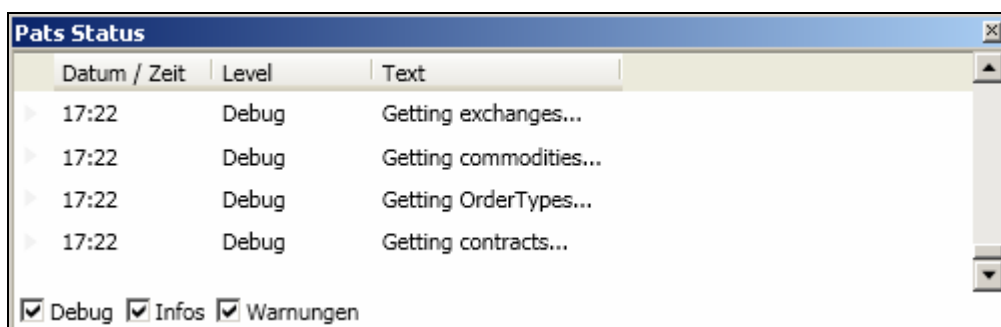 Pats Status
Datum / Zeit Level Text
17:22 Debug Getting exchanges...
17:22 Debug Getting commodities...
17:22 Debug Getting OrderTypes...
17:22 Debug Getting contracts...
Debug Infos Warnungen